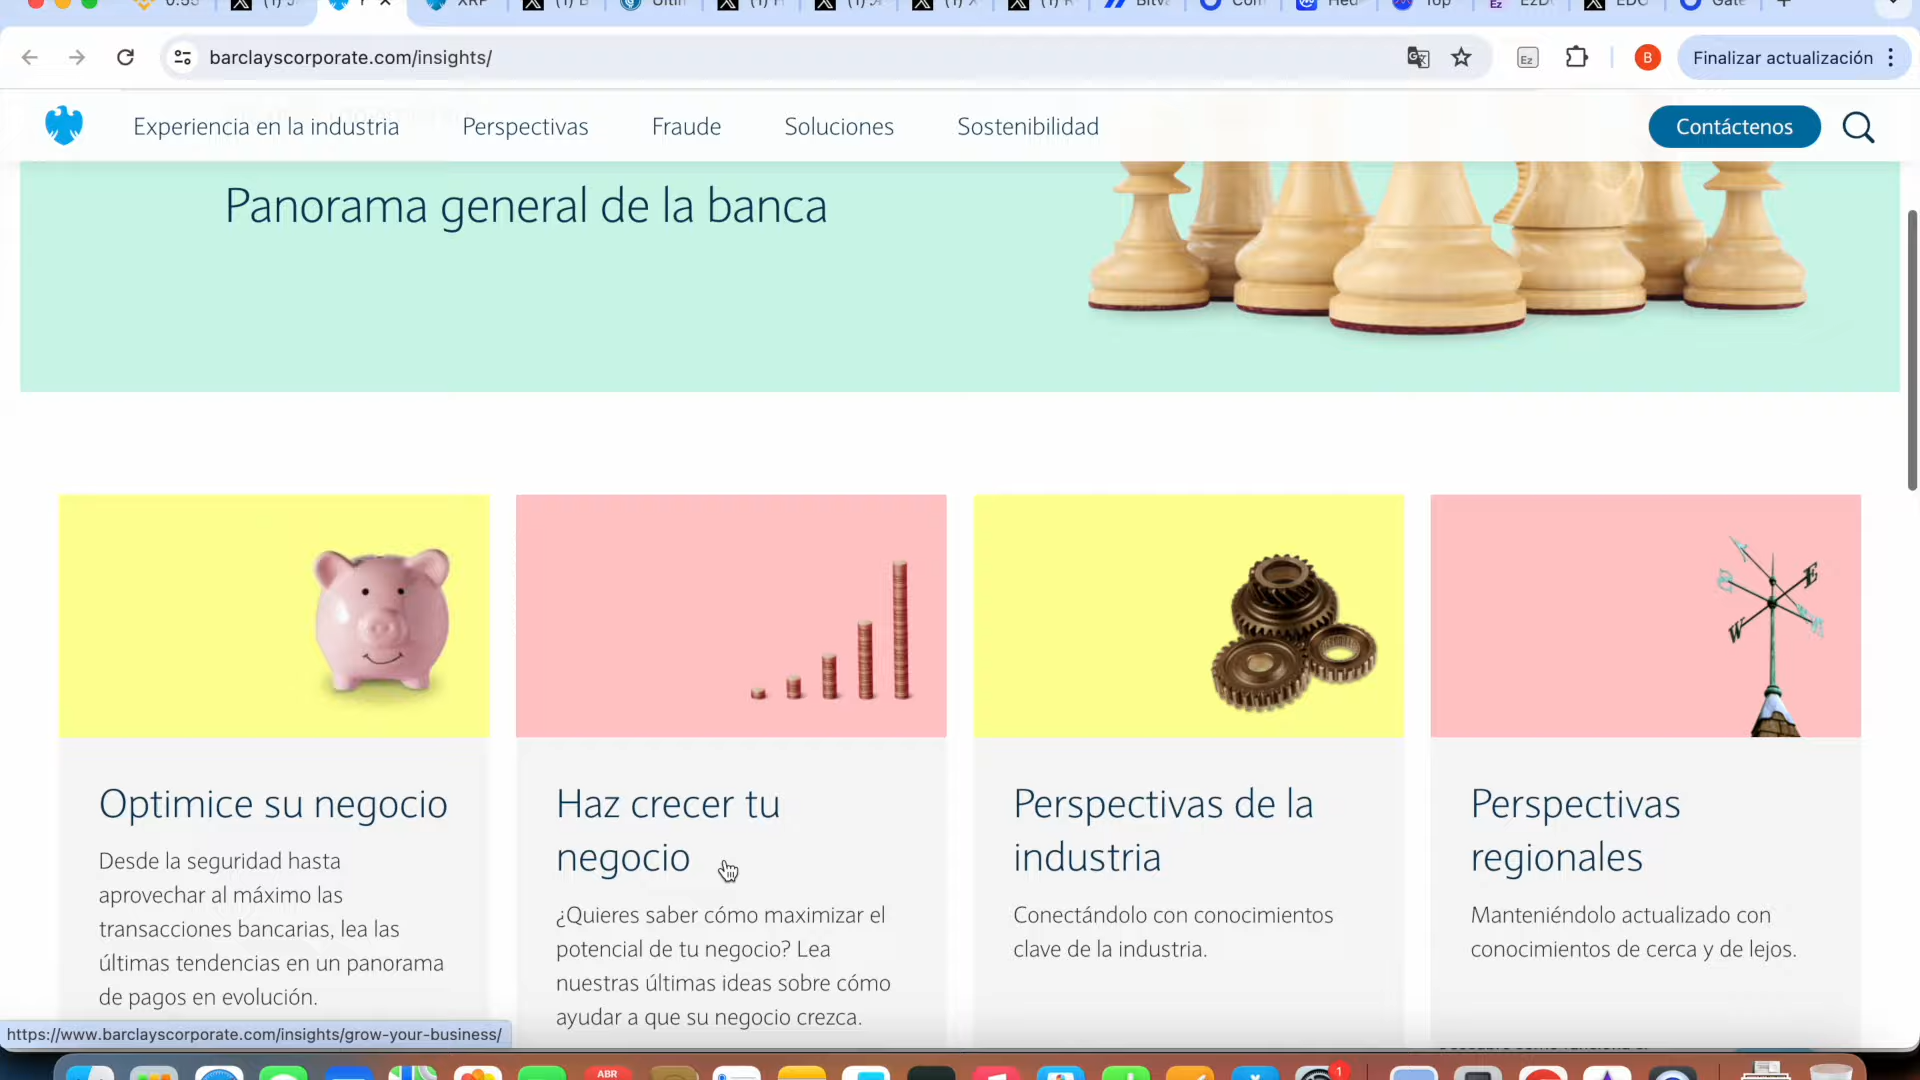 barclayscorporate.com/insights/
Ez
B
Finalizar actualización
Experiencia en la industria
Perspectivas
Fraude
Soluciones
Sostenibilidad
Contáctenos
Panorama general de la banca
E
W
Optimice su negocio
Desde la seguridad hasta
aprovechar al máximo las
transacciones bancarias, lea las
últimas tendencias en un panorama
de pagos en evolución.
Haz crecer tu
negocio
¿Quieres saber cómo maximizar el
potencial de tu negocio? Lea
nuestras últimas ideas sobre cómo
ayudar a que su negocio crezca.
Perspectivas de la
industria
Conectándolo con conocimientos
clave de la industria.
Perspectivas
regionales
Manteniéndolo actualizado con
conocimientos de cerca y de lejos.
https://www.barclayscorporate.com/insights/grow-your-business/
ABR
1